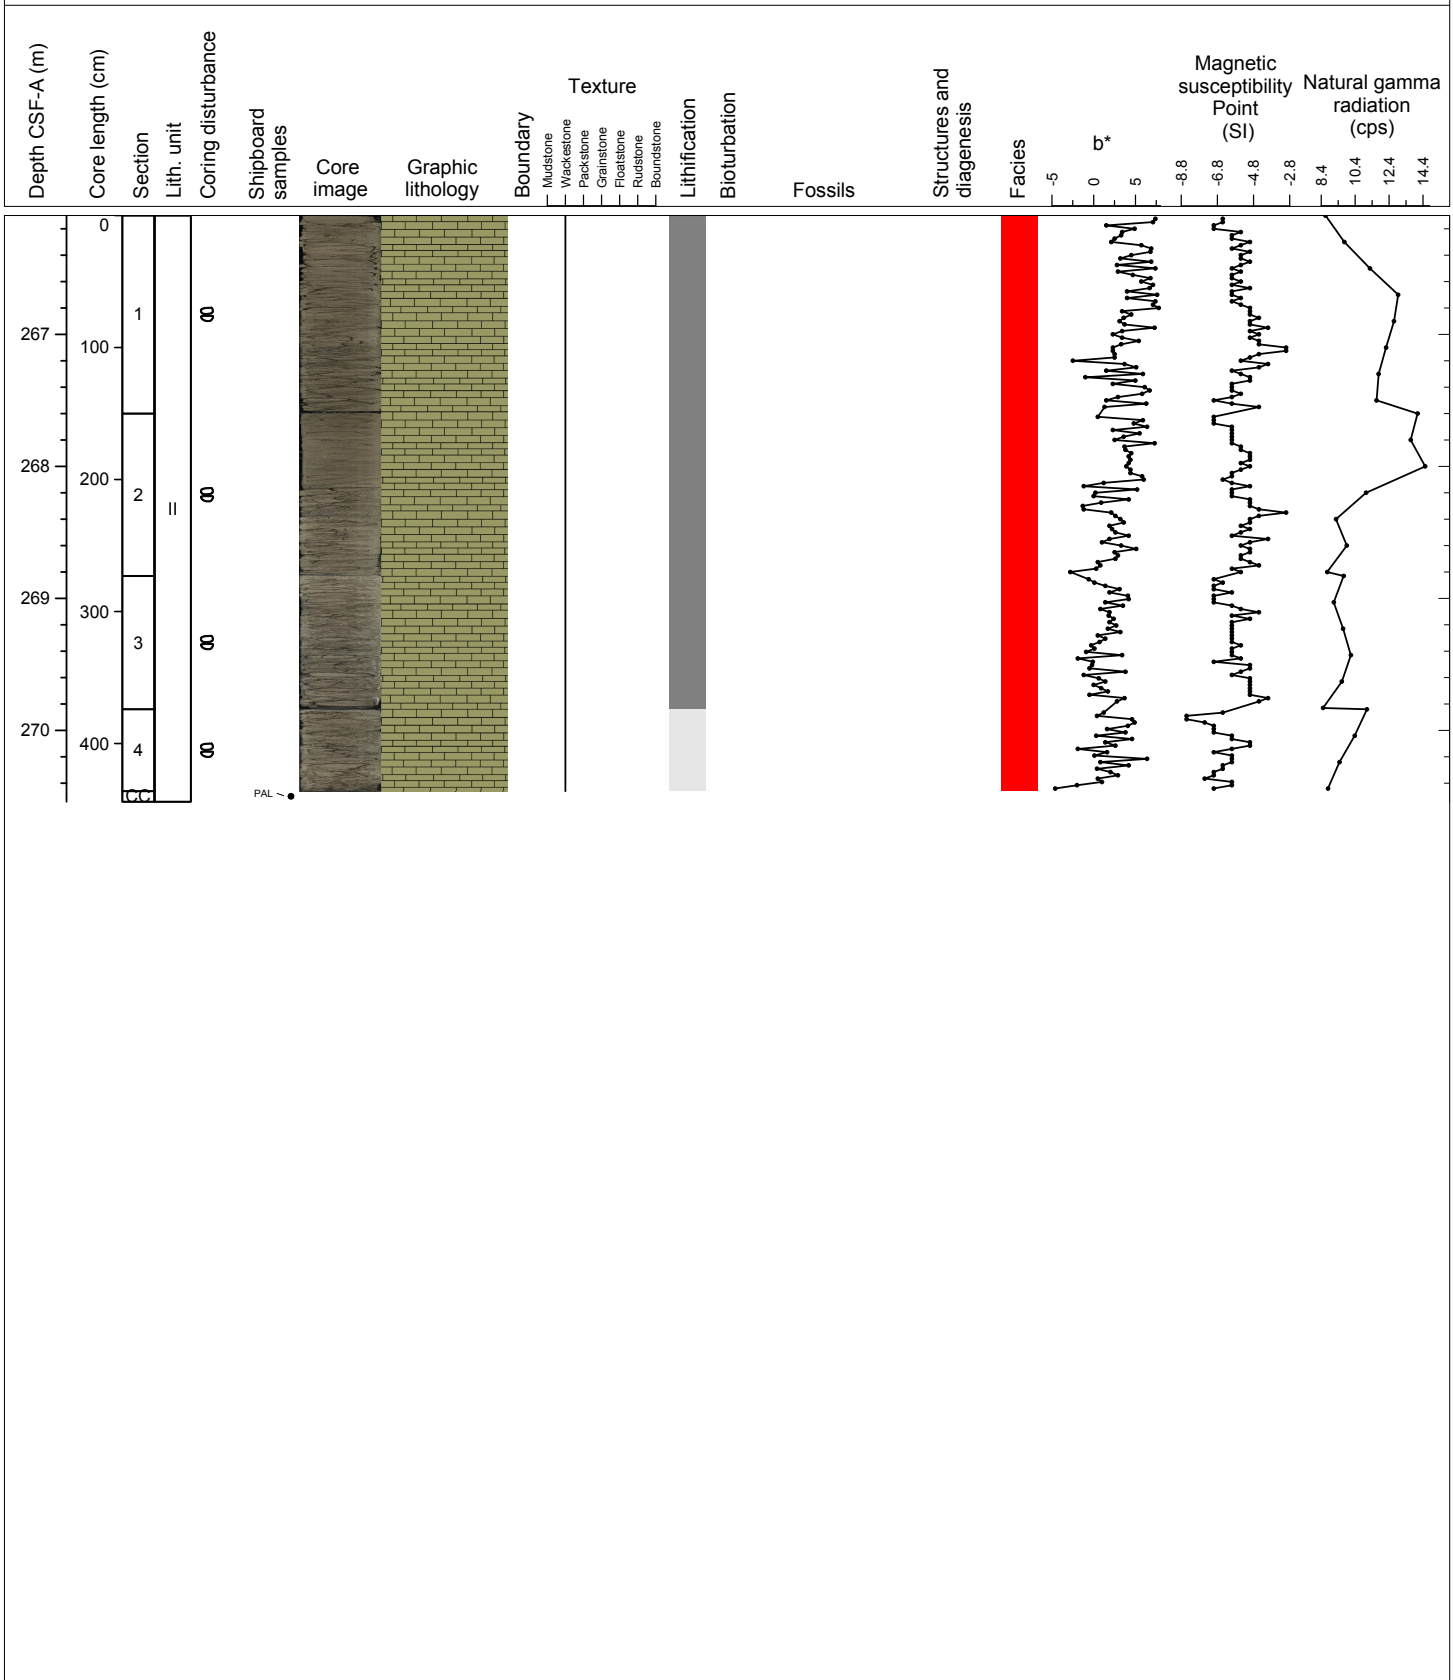 Depth CSF-A (m)
Core length (cm)
Section
Lith. unit
Coring disturbance
Shipboard
samples
Core
image
Graphic
lithology
Boundary
Texture
Mudstone
Wackestone
Packstone
Grainstone
Floatstone
Rudstone
Boundstone
Lithification
Bioturbation
Fossils
Structures and
diagenesis
Facies
b*
-5 0 5
Magnetic
susceptibility
Point
(SI)
-8.8 -6.8 -4.8 -2.8
Natural gamma
radiation
(cps)
8.4 10.4 12.4 14.4
0
1
267
100
268
200
2
II
269
300
3
270
400
4
CC
PAL